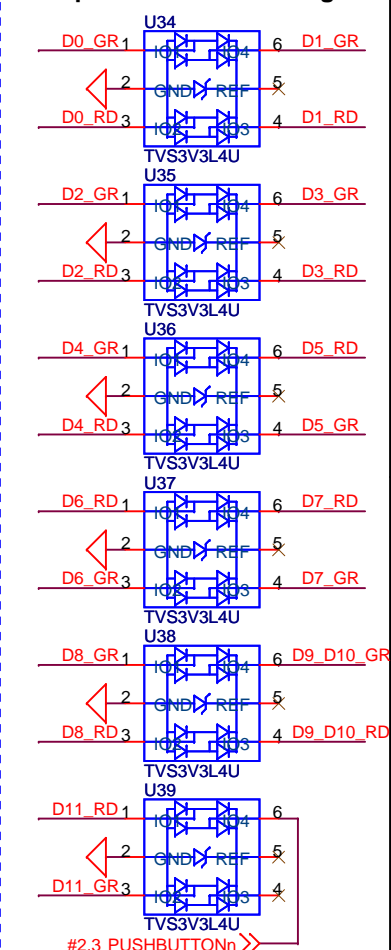 U34
D0_GR 1 IO1 IO4 6 D1_GR
2 GND REF 5
D0_RD 3 IO2 IO3 4 D1_RD
TVS3V3L4U
U35
D2_GR 1 IO1 IO4 6 D3_GR
2 GND REF 5
D2_RD 3 IO2 IO3 4 D3_RD
TVS3V3L4U
U36
D4_GR 1 IO1 IO4 6 D5_RD
2 GND REF 5
D4_RD 3 IO2 IO3 4 D5_GR
TVS3V3L4U
U37
D6_RD 1 IO1 IO4 6 D7_RD
2 GND REF 5
D6_GR 3 IO2 IO3 4 D7_GR
TVS3V3L4U
U38
D8_GR 1 IO1 IO4 6 D9_D10_GR
2 GND REF 5
D8_RD 3 IO2 IO3 4 D9_D10_RD
TVS3V3L4U
U39
D11_RD 1 IO1 IO4 6
2 GND REF 5
D11_GR 3 IO2 IO3 4
TVS3V3L4U
#2,3 PUSHBUTTONn